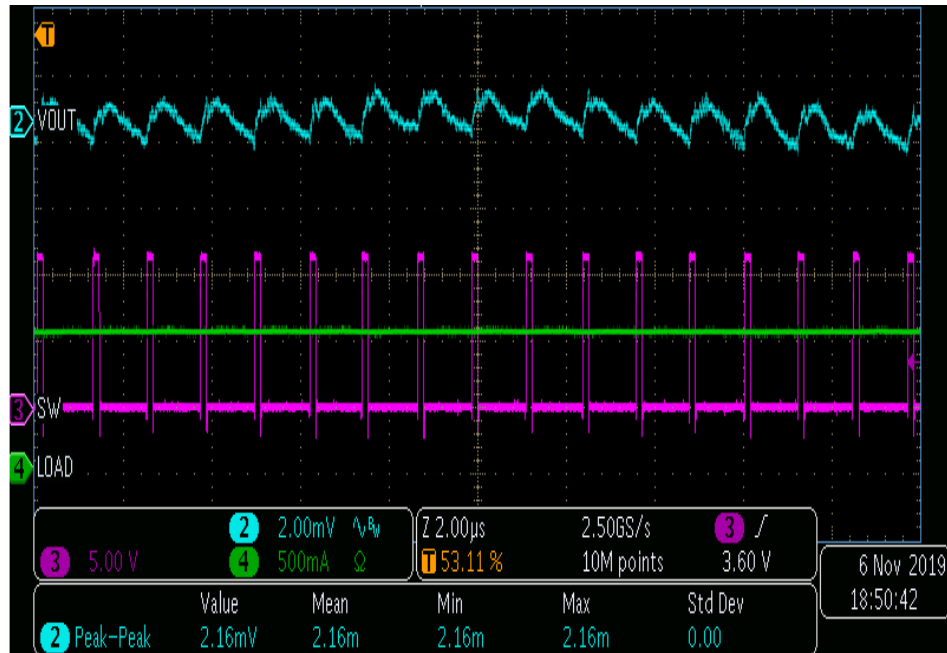 T
2 VOUT
3 SW
4 LOAD
2 2.00mV ∿Bw
3 5.00 V 4 500mA Ω
Z 2.00µs 2.50GS/s 3 ƒ
T 53.11 % 10M points 3.60 V
6 Nov 2019
18:50:42
Value Mean Min Max Std Dev
2 Peak-Peak 2.16mV 2.16m 2.16m 2.16m 0.00